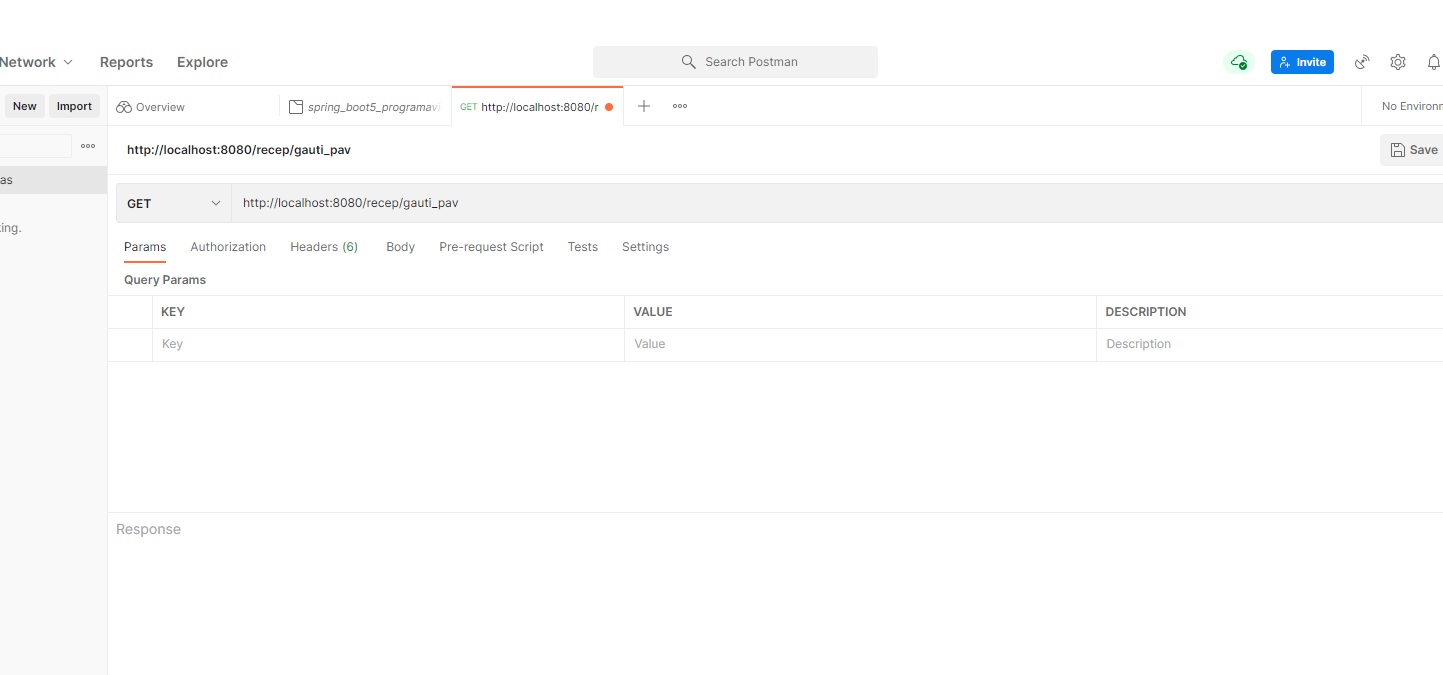 Network Reports Explore Search Postman Invite
New Import Overview spring_boot5_programavi GET http://localhost:8080/r No Environn
http://localhost:8080/recep/gauti_pav Save
as
GET http://localhost:8080/recep/gauti_pav
ing.
Params Authorization Headers (6) Body Pre-request Script Tests Settings
Query Params
KEY VALUE DESCRIPTION
Key Value Description
Response